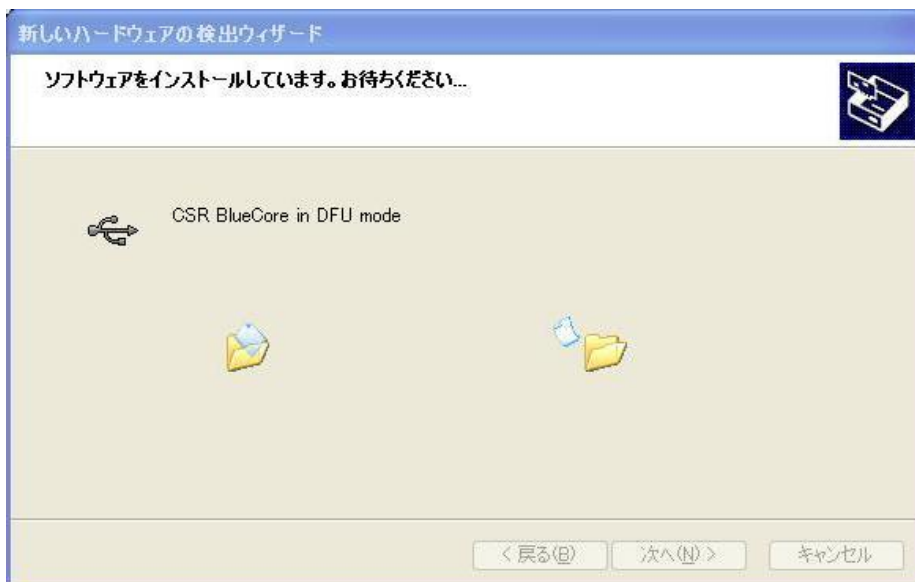 新しいハードウェアの検出ウィザード
ソフトウェアをインストールしています。お待ちください...
CSR BlueCore in DFU mode
< 戻る(B)
次へ(N) >
キャンセル